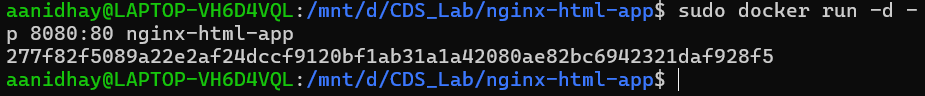 aanidhay@LAPTOP-VH6D4VQL:/mnt/d/CDS_Lab/nginx-html-app$ sudo docker run -d -
p 8080:80 nginx-html-app
277f82f5089a22e2af24dccf9120bf1ab31a1a42080ae82bc6942321daf928f5
aanidhay@LAPTOP-VH6D4VQL:/mnt/d/CDS_Lab/nginx-html-app$